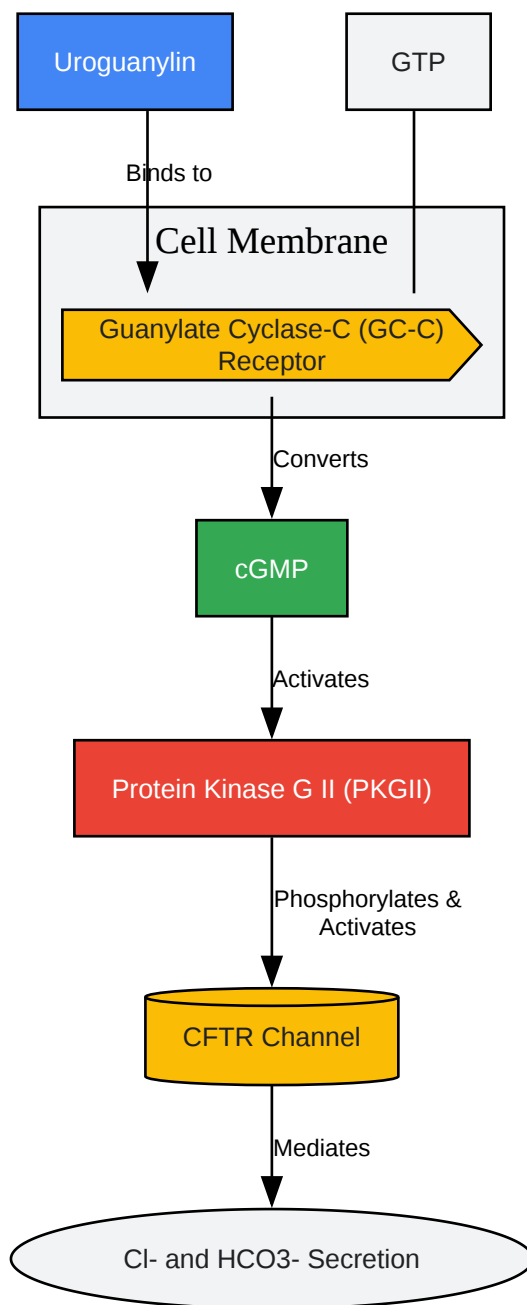 Uroguanylin
GTP
Binds to
Cell Membrane
Guanylate Cyclase-C (GC-C)
Receptor
Converts
cGMP
Activates
Protein Kinase G II (PKGII)
Phosphorylates &
Activates
CFTR Channel
Mediates
Cl- and HCO3- Secretion